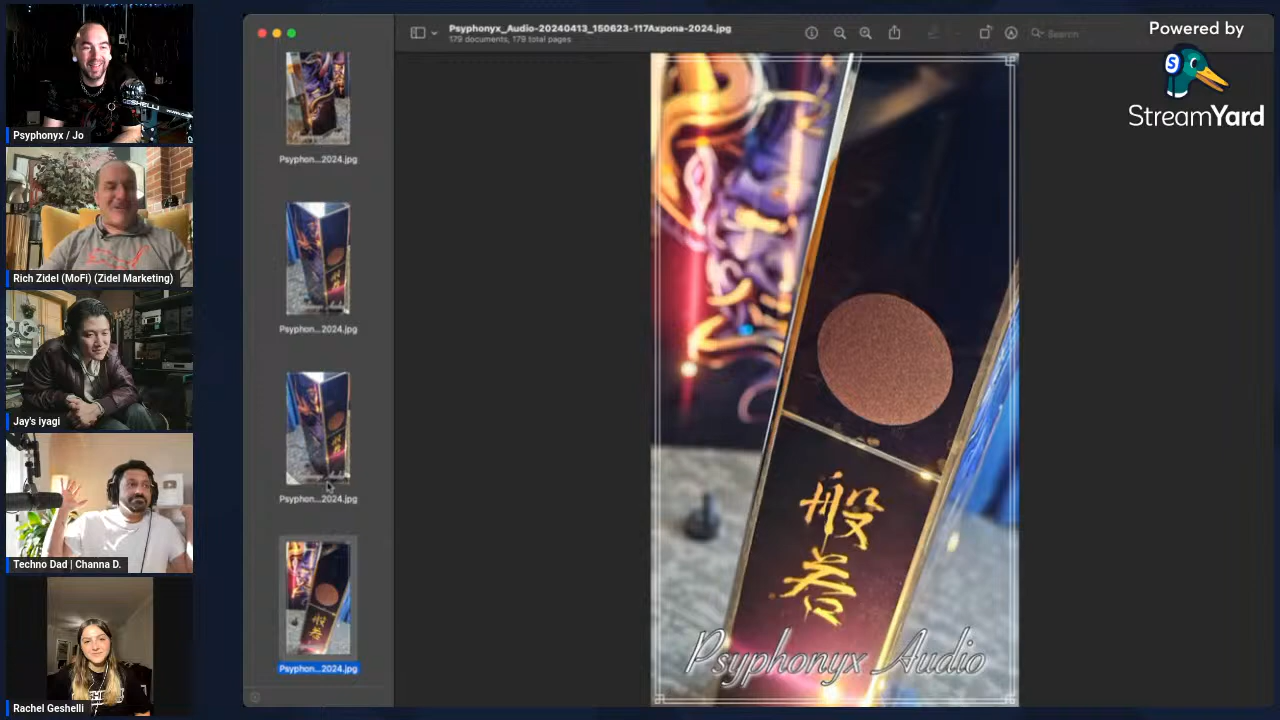 Psyphonyx / Jo
Rich Zidel (MoFi) (Zidel Marketing)
Jay's iyagi
Techno Dad | Channa D.
Rachel Geshelli
GESHELLI
Psyphonyx_Audio-20240413_150623-117Axpona-2024.jpg
179 documents, 179 total pages
Search
Psyphon...2024.jpg
Psyphon...2024.jpg
Psyphon...2024.jpg
Psyphon...2024.jpg
般若
Psyphonyx Audio
Powered by
StreamYard